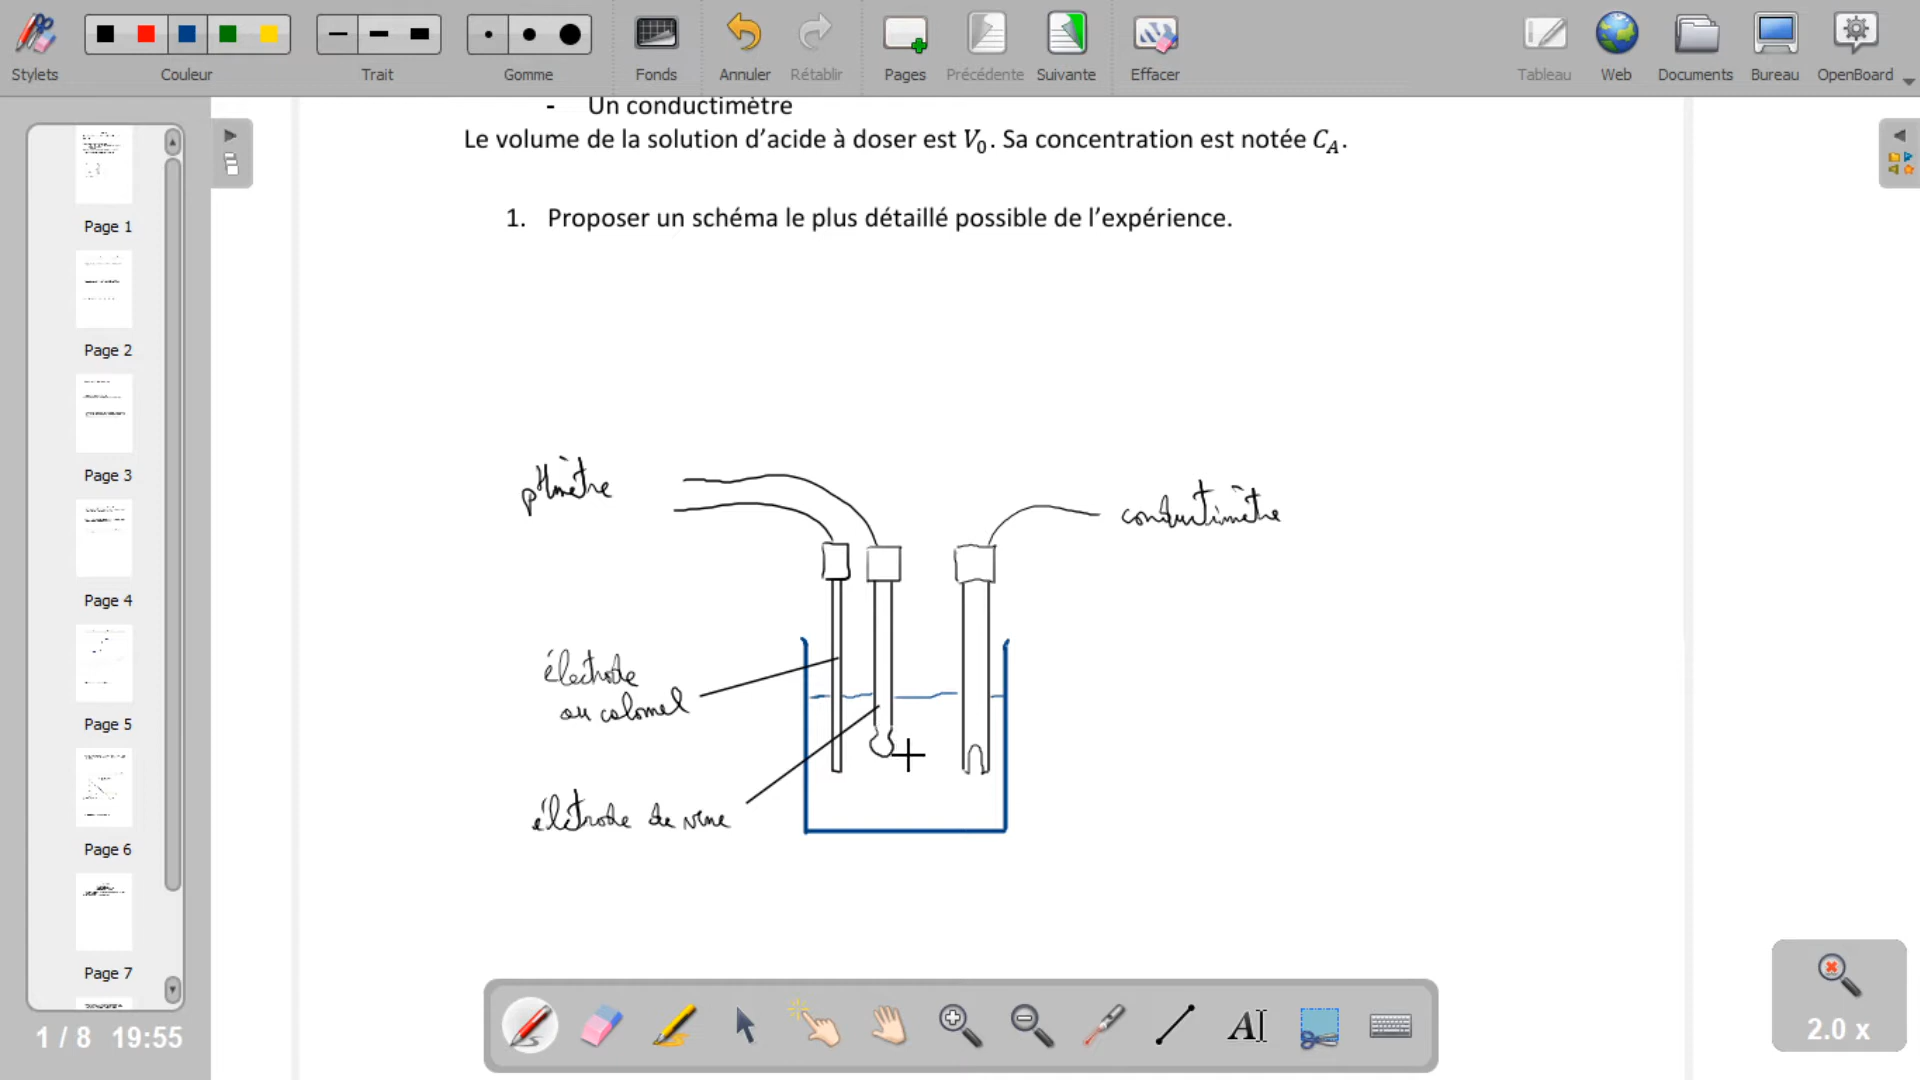 Stylets
Couleur
Trait
Gomme
Fonds
Annuler
Rétablir
Pages
Précédente
Suivante
Effacer
Tableau
Web
Documents
Bureau
OpenBoard
- Un conductimètre
Le volume de la solution d'acide à doser est V₀. Sa concentration est notée C_A.
1. Proposer un schéma le plus détaillé possible de l'expérience.
pHmètre
conductimètre
électrode
au calomel
électrode de verre
Page 1
Page 2
Page 3
Page 4
Page 5
Page 6
Page 7
1 / 8 19:55
2.0 x